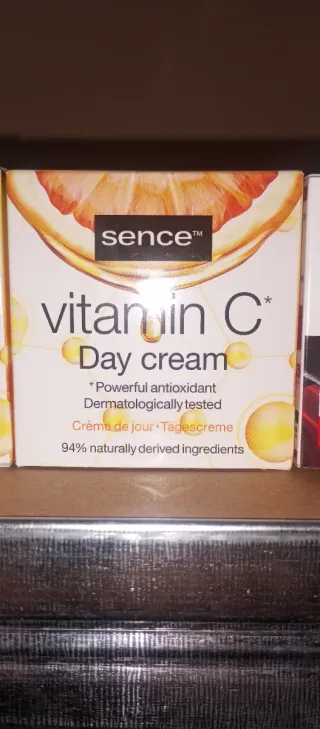 sence™
vitamin C*
Day cream
*Powerful antioxidant
Dermatologically tested
Crème de jour · Tagescreme
94% naturally derived ingredients